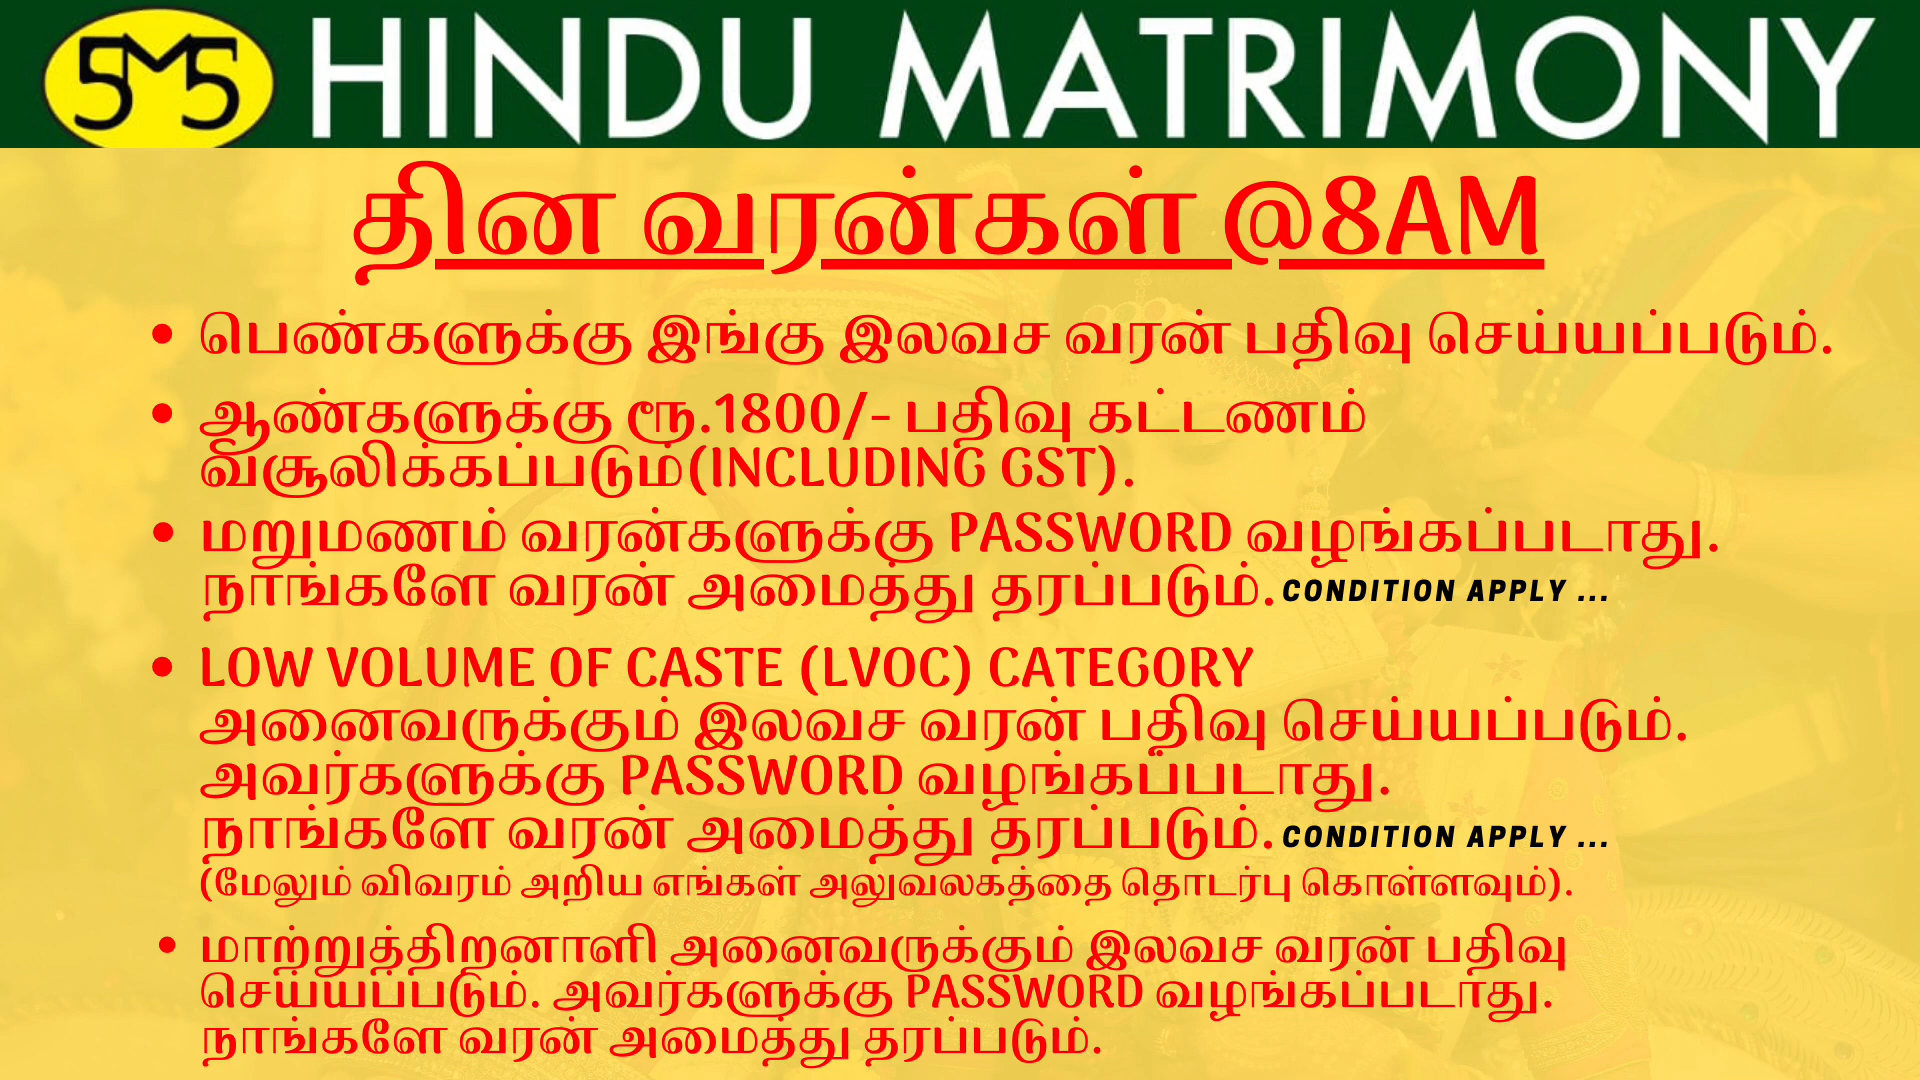 5M5 HINDU MATRIMONY
தின வரன்கள் @8AM
• பெண்களுக்கு இங்கு இலவச வரன் பதிவு செய்யப்படும்.
• ஆண்களுக்கு ரூ.1800/- பதிவு கட்டணம்
வசூலிக்கப்படும்(INCLUDING GST).
• மறுமணம் வரன்களுக்கு PASSWORD வழங்கப்படாது.
நாங்களே வரன் அமைத்து தரப்படும். CONDITION APPLY ...
• LOW VOLUME OF CASTE (LVOC) CATEGORY
அனைவருக்கும் இலவச வரன் பதிவு செய்யப்படும்.
அவர்களுக்கு PASSWORD வழங்கப்படாது.
நாங்களே வரன் அமைத்து தரப்படும். CONDITION APPLY ...
(மேலும் விவரம் அறிய எங்கள் அலுவலகத்தை தொடர்பு கொள்ளவும்).
• மாற்றுத்திறனாளி அனைவருக்கும் இலவச வரன் பதிவு
செய்யப்படும். அவர்களுக்கு PASSWORD வழங்கப்படாது.
நாங்களே வரன் அமைத்து தரப்படும்.